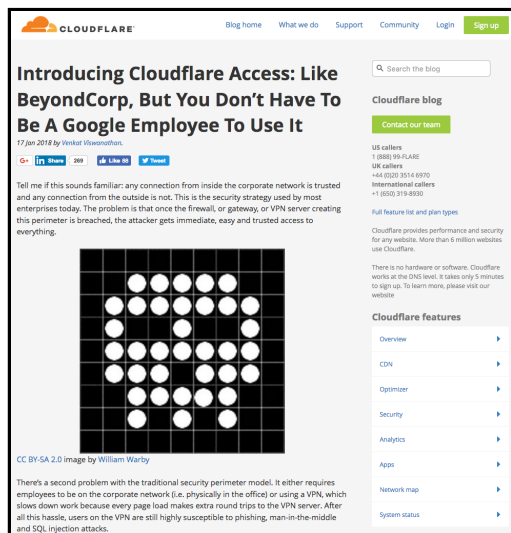 CLOUDFLARE
Blog home What we do Support Community Login Sign up
Introducing Cloudflare Access: Like
BeyondCorp, But You Don’t Have To
Be A Google Employee To Use It
17 Jan 2018 by Venkat Viswanathan.
G+ in Share 269 Like 88 Tweet
Tell me if this sounds familiar: any connection from inside the corporate network is trusted
and any connection from the outside is not. This is the security strategy used by most
enterprises today. The problem is that once the firewall, or gateway, or VPN server creating
this perimeter is breached, the attacker gets immediate, easy and trusted access to
everything.
CC BY-SA 2.0 image by William Warby
There’s a second problem with the traditional security perimeter model. It either requires
employees to be on the corporate network (i.e. physically in the office) or using a VPN, which
slows down work because every page load makes extra round trips to the VPN server. After
all this hassle, users on the VPN are still highly susceptible to phishing, man-in-the-middle
and SQL injection attacks.
Search the blog
Cloudflare blog
Contact our team
US callers
1 (888) 99-FLARE
UK callers
+44 (0)20 3514 6970
International callers
+1 (650) 319-8930
Full feature list and plan types
Cloudflare provides performance and security
for any website. More than 6 million websites
use Cloudflare.
There is no hardware or software. Cloudflare
works at the DNS level. It takes only 5 minutes
to sign up. To learn more, please visit our
website
Cloudflare features
Overview
CDN
Optimizer
Security
Analytics
Apps
Network map
System status